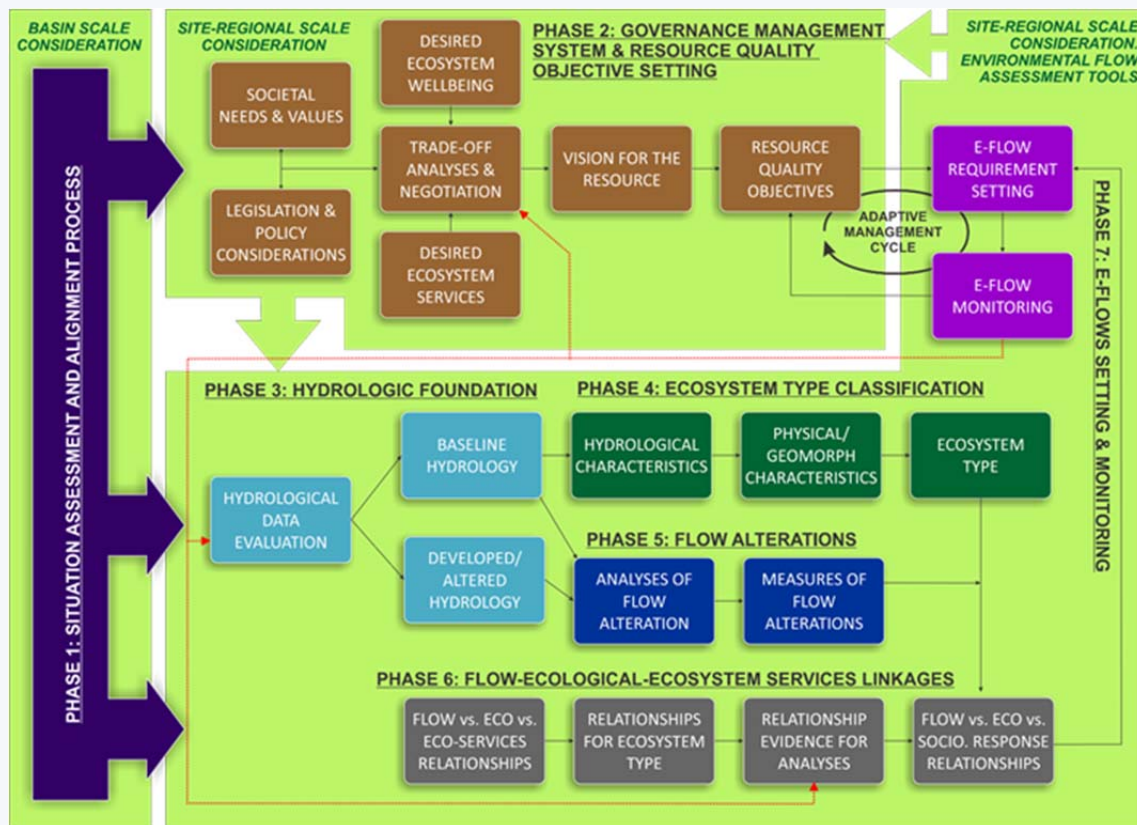 BASIN SCALE
CONSIDERATION
PHASE 1: SITUATION ASSESSMENT AND ALIGNMENT PROCESS
SITE-REGIONAL SCALE
CONSIDERATION
PHASE 2: GOVERNANCE MANAGEMENT
SYSTEM & RESOURCE QUALITY
OBJECTIVE SETTING
SITE-REGIONAL SCALE
CONSIDERATION.
ENVIRONMENTAL FLOW
ASSESSMENT TOOLS
DESIRED
ECOSYSTEM
WELLBEING
SOCIETAL
NEEDS & VALUES
TRADE-OFF
ANALYSES &
NEGOTIATION
VISION FOR THE
RESOURCE
RESOURCE
QUALITY
OBJECTIVES
E-FLOW
REQUIREMENT
SETTING
LEGISLATION &
POLICY
CONSIDERATIONS
DESIRED
ECOSYSTEM
SERVICES
ADAPTIVE
MANAGEMENT
CYCLE
E-FLOW
MONITORING
PHASE 7: E-FLOWS SETTING & MONITORING
PHASE 3: HYDROLOGIC FOUNDATION
PHASE 4: ECOSYSTEM TYPE CLASSIFICATION
BASELINE
HYDROLOGY
HYDROLOGICAL
CHARACTERISTICS
PHYSICAL/
GEOMORPH
CHARACTERISTICS
ECOSYSTEM
TYPE
HYDROLOGICAL
DATA
EVALUATION
PHASE 5: FLOW ALTERATIONS
DEVELOPED/
ALTERED
HYDROLOGY
ANALYSES OF
FLOW
ALTERATION
MEASURES OF
FLOW
ALTERATIONS
PHASE 6: FLOW-ECOLOGICAL-ECOSYSTEM SERVICES LINKAGES
FLOW vs. ECO vs.
ECO-SERVICES
RELATIONSHIPS
RELATIONSHIPS
FOR ECOSYSTEM
TYPE
RELATIONSHIP
EVIDENCE FOR
ANALYSES
FLOW vs. ECO vs.
SOCIO. RESPONSE
RELATIONSHIPS